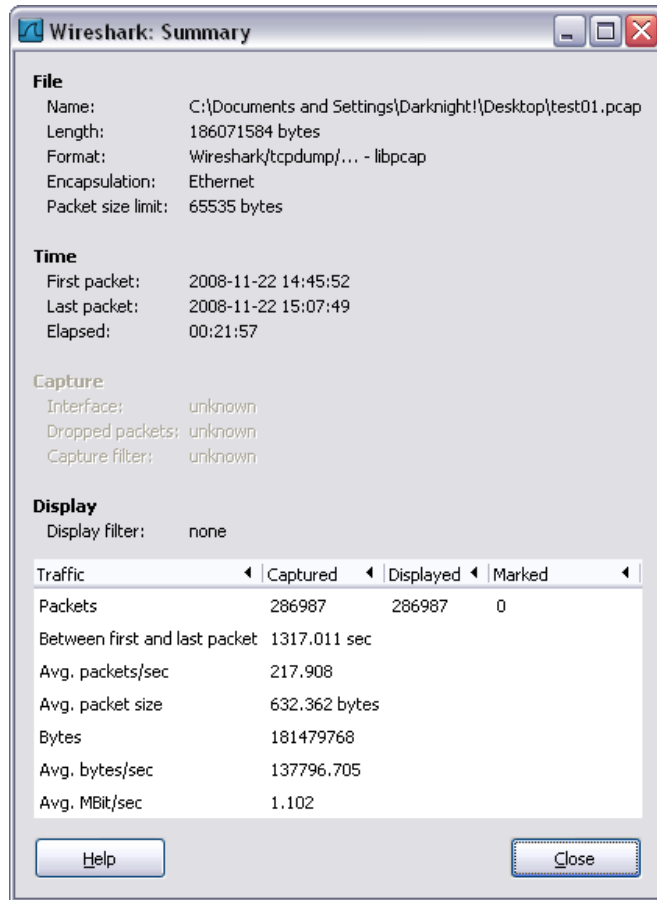 Wireshark: Summary
File
Name: C:\Documents and Settings\Darknight!\Desktop\test01.pcap
Length: 186071584 bytes
Format: Wireshark/tcpdump/... - libpcap
Encapsulation: Ethernet
Packet size limit: 65535 bytes
Time
First packet: 2008-11-22 14:45:52
Last packet: 2008-11-22 15:07:49
Elapsed: 00:21:57
Capture
Interface: unknown
Dropped packets: unknown
Capture filter: unknown
Display
Display filter: none
Traffic Captured Displayed Marked
Packets 286987 286987 0
Between first and last packet 1317.011 sec
Avg. packets/sec 217.908
Avg. packet size 632.362 bytes
Bytes 181479768
Avg. bytes/sec 137796.705
Avg. MBit/sec 1.102
Help Close